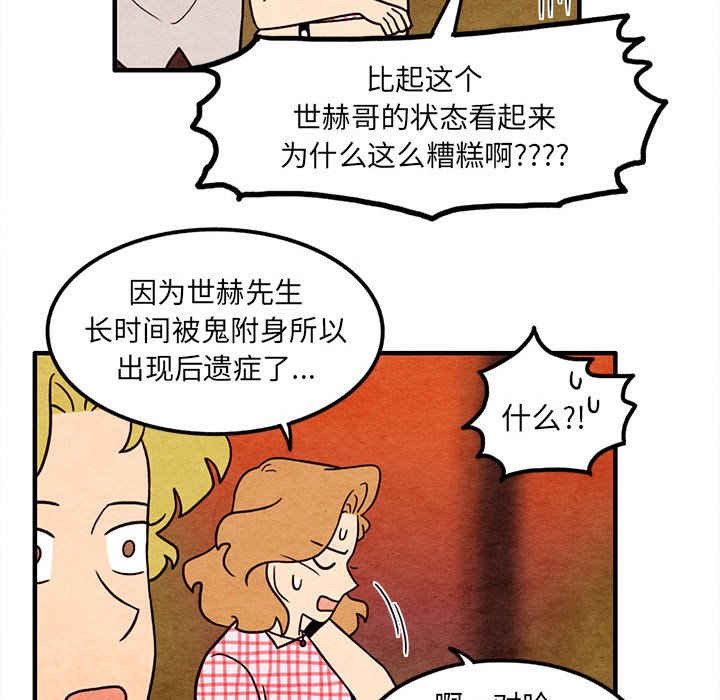 比起这个
世赫哥的状态看起来
为什么这么糟糕啊????
因为世赫先生
长时间被鬼附身所以
出现后遗症了...
什么?!